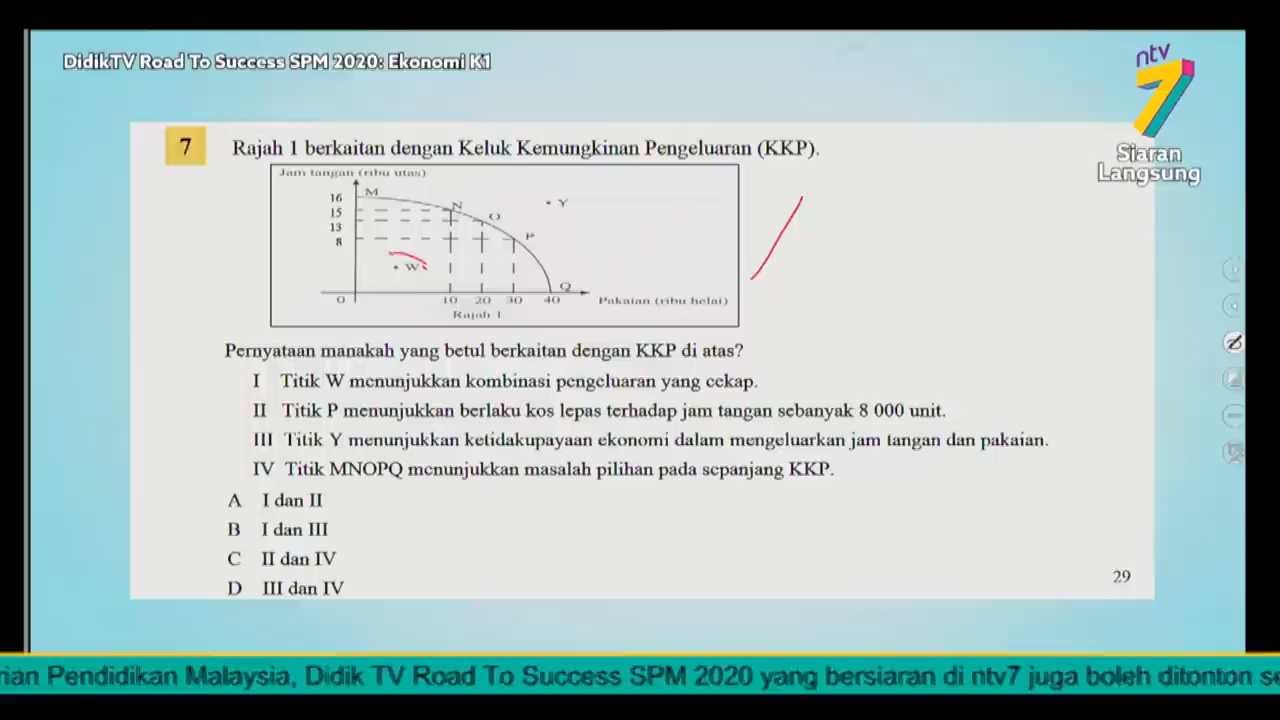 DidikTV Road To Success SPM 2020: Ekonomi K1
ntv
7
Siaran
Langsung
7 Rajah 1 berkaitan dengan Keluk Kemungkinan Pengeluaran (KKP).
Jam tangan (ribu utas)
16 M
15 N
13 O
8 P
Y
W
Q
0 10 20 30 40 Pakaian (ribu helai)
Rajah 1
Pernyataan manakah yang betul berkaitan dengan KKP di atas?
I Titik W menunjukkan kombinasi pengeluaran yang cekap.
II Titik P menunjukkan berlaku kos lepas terhadap jam tangan sebanyak 8 000 unit.
III Titik Y menunjukkan ketidakupayaan ekonomi dalam mengeluarkan jam tangan dan pakaian.
IV Titik MNOPQ menunjukkan masalah pilihan pada sepanjang KKP.
A I dan II
B I dan III
C II dan IV
D III dan IV
29
rian Pendidikan Malaysia, Didik TV Road To Success SPM 2020 yang bersiaran di ntv7 juga boleh ditonton se